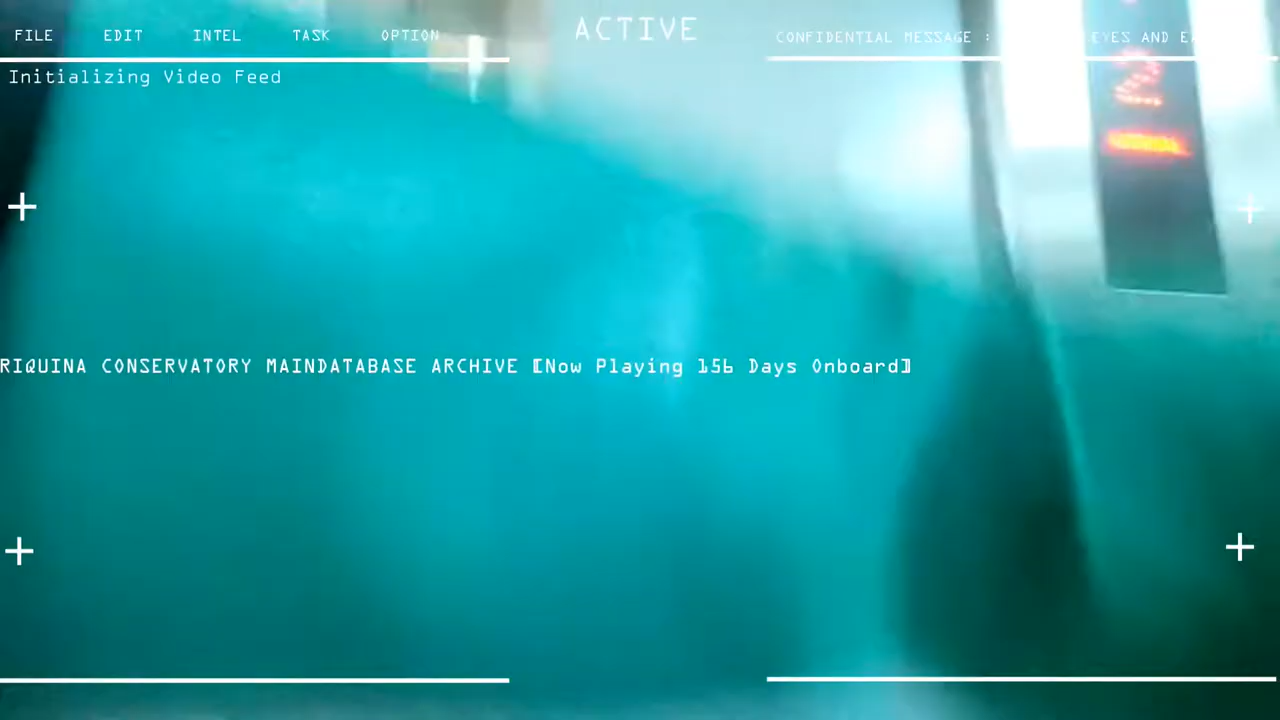 FILE EDIT INTEL TASK OPTION
ACTIVE
CONFIDENTIAL MESSAGE : EYES AND
Initializing Video Feed
2
RIQUINA CONSERVATORY MAINDATABASE ARCHIVE [Now Playing 156 Days Onboard]